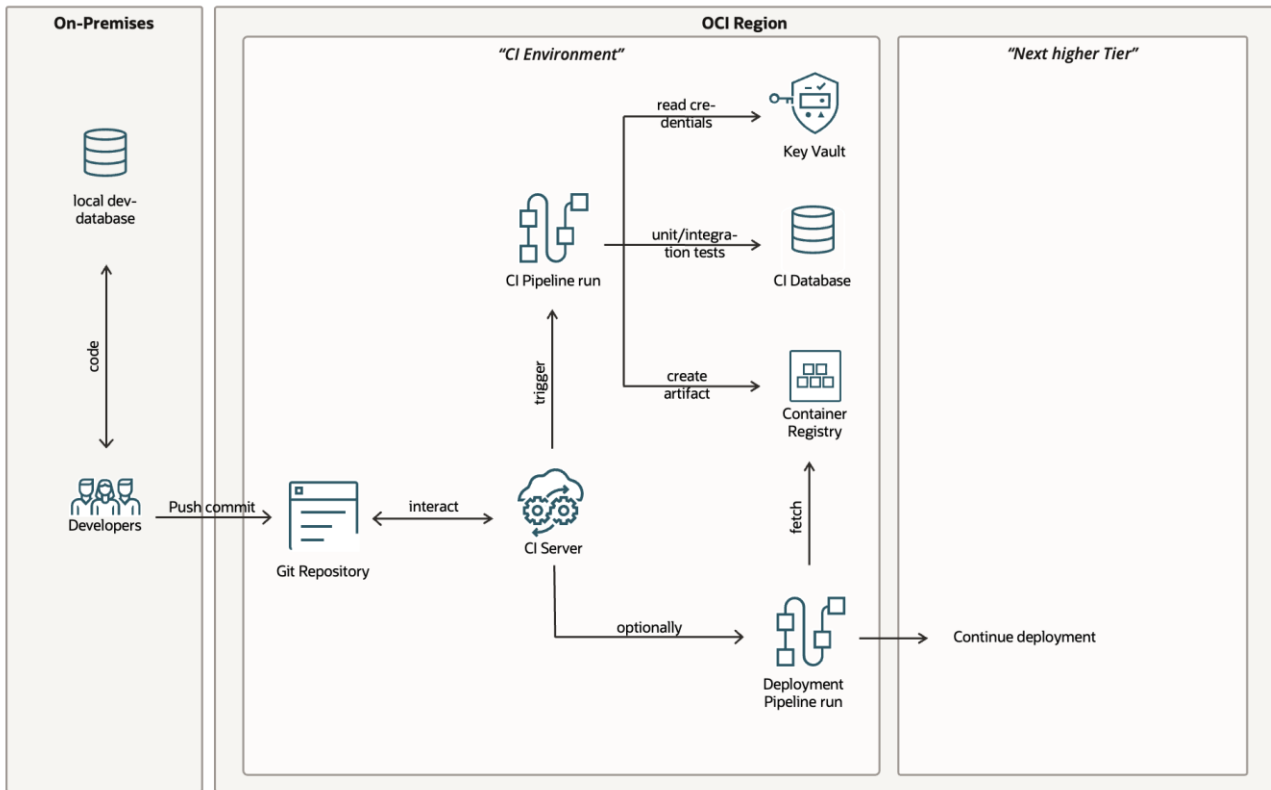 On-Premises
OCI Region
“CI Environment”
“Next higher Tier”
local dev-
database
code
Developers
Push commit
Git Repository
interact
CI Server
trigger
CI Pipeline run
read cre-
dentials
Key Vault
unit/integra-
tion tests
CI Database
create
artifact
Container
Registry
fetch
optionally
Deployment
Pipeline run
Continue deployment